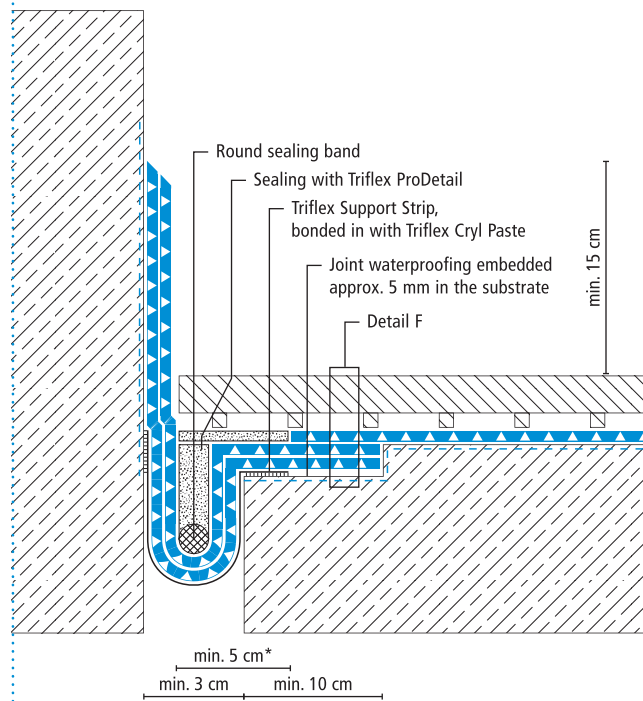 Round sealing band
Sealing with Triflex ProDetail
Triflex Support Strip,
bonded in with Triflex Cryl Paste
Joint waterproofing embedded
approx. 5 mm in the substrate
Detail F
min. 15 cm
min. 5 cm*
min. 3 cm
min. 10 cm